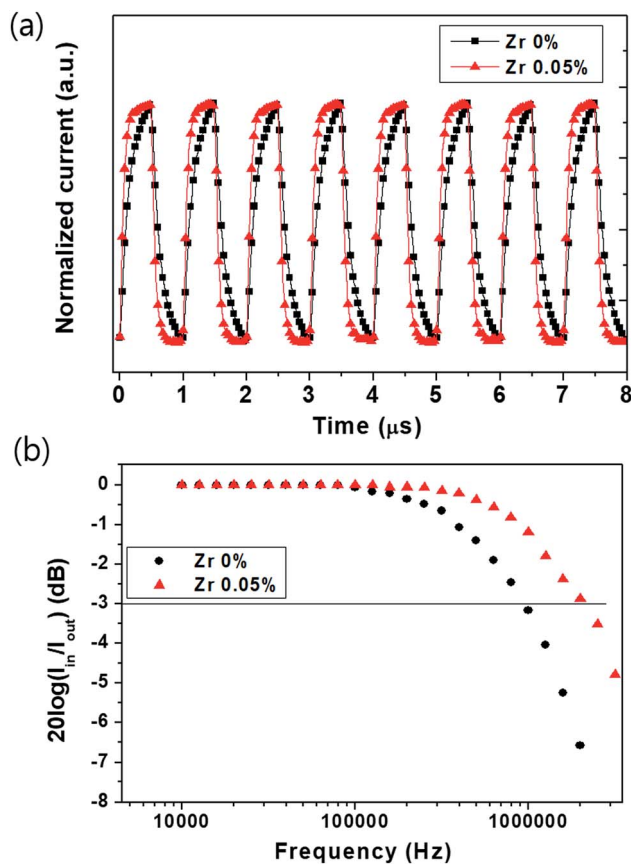 (a)
Zr 0%
Zr 0.05%
Normalized current (a.u.)
0 1 2 3 4 5 6 7 8
Time (μs)
(b)
0
-1
-2
-3
-4
-5
-6
-7
-8
Zr 0%
Zr 0.05%
20log(I_in/I_out) (dB)
10000 100000 1000000
Frequency (Hz)